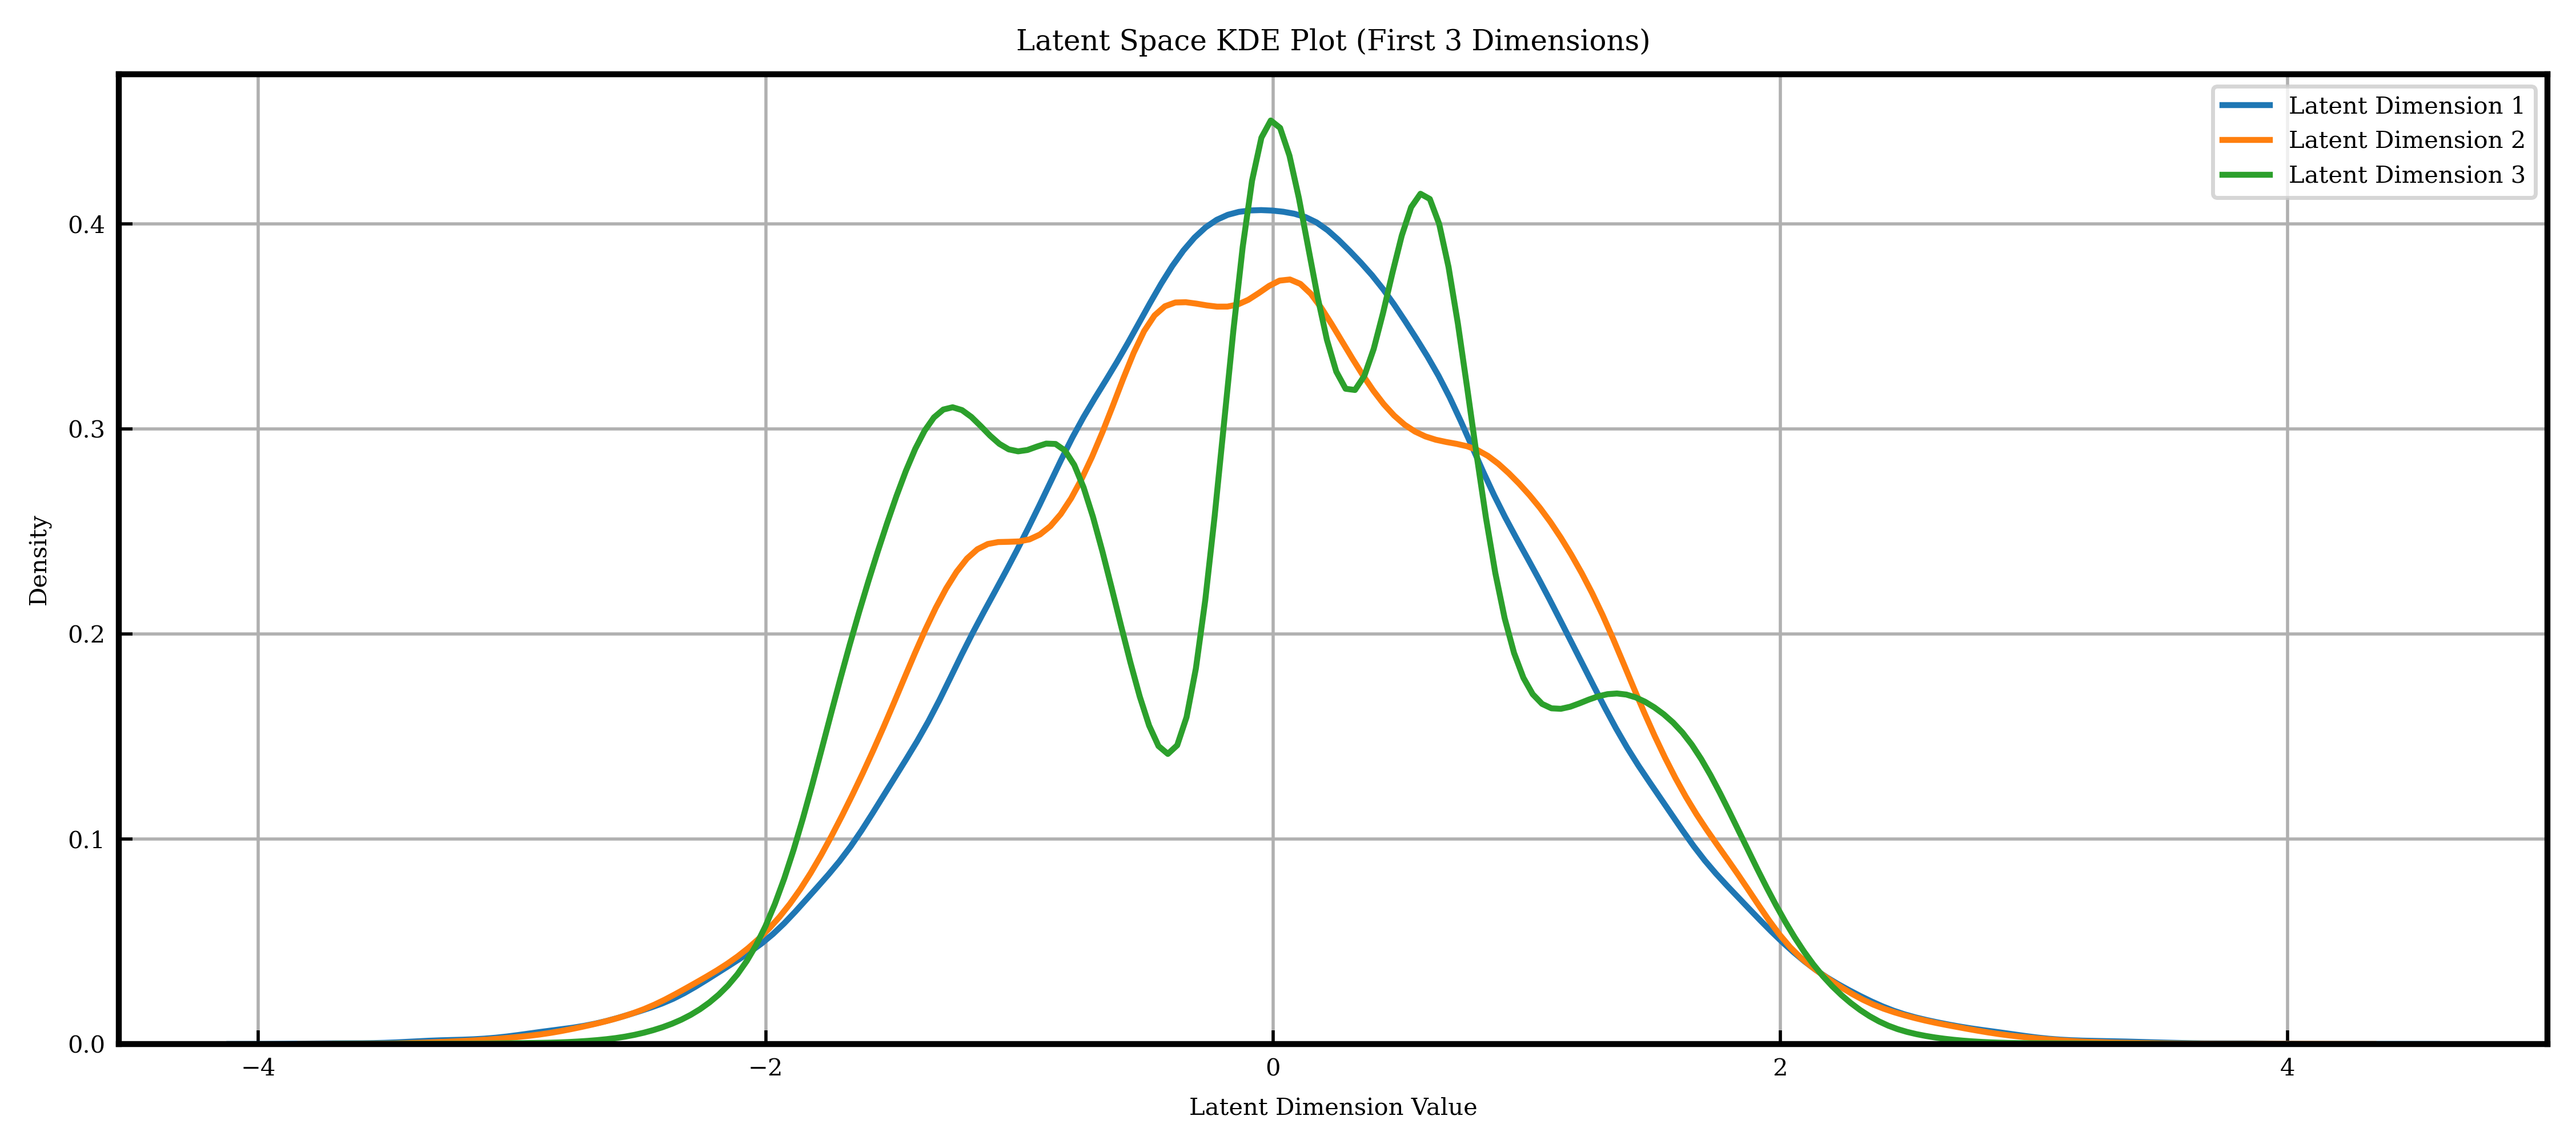 Latent Space KDE Plot (First 3 Dimensions)
Latent Dimension 1
Latent Dimension 2
Latent Dimension 3
Density
0.4
0.3
0.2
0.1
0.0
−4
−2
0
2
4
Latent Dimension Value